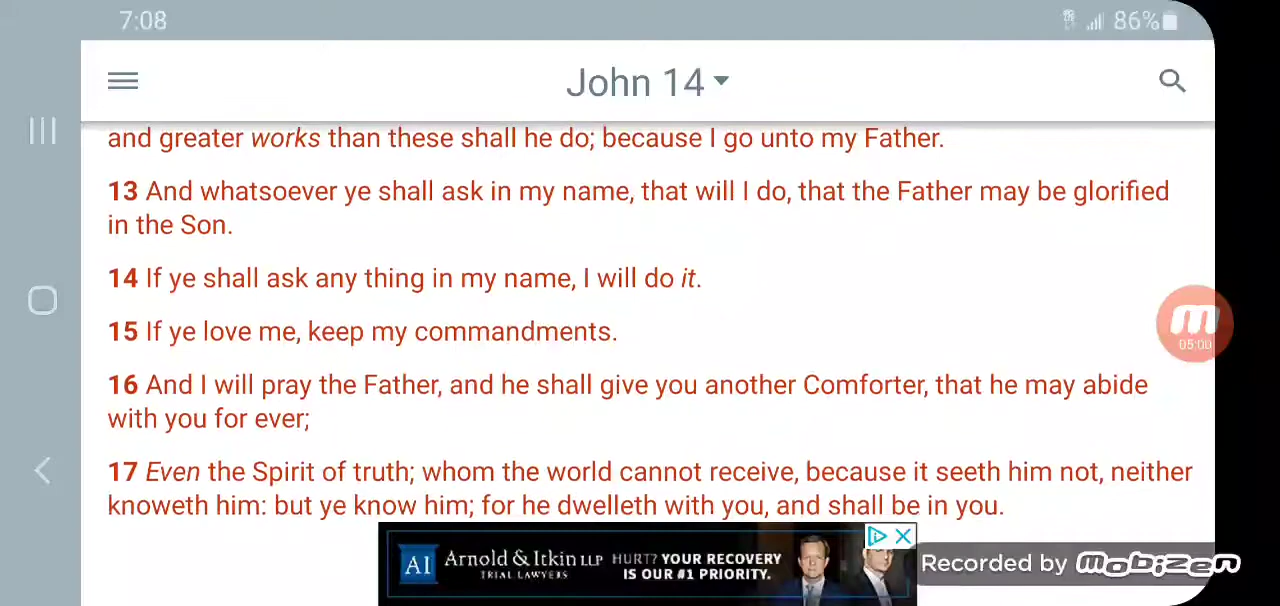 7:08
86%
John 14
and greater works than these shall he do; because I go unto my Father.
13 And whatsoever ye shall ask in my name, that will I do, that the Father may be glorified
in the Son.
14 If ye shall ask any thing in my name, I will do it.
15 If ye love me, keep my commandments.
05:00
16 And I will pray the Father, and he shall give you another Comforter, that he may abide
with you for ever;
17 Even the Spirit of truth; whom the world cannot receive, because it seeth him not, neither
knoweth him: but ye know him; for he dwelleth with you, and shall be in you.
AI Arnold & Itkin LLP
TRIAL LAWYERS
HURT? YOUR RECOVERY
IS OUR #1 PRIORITY.
Recorded by mobizen